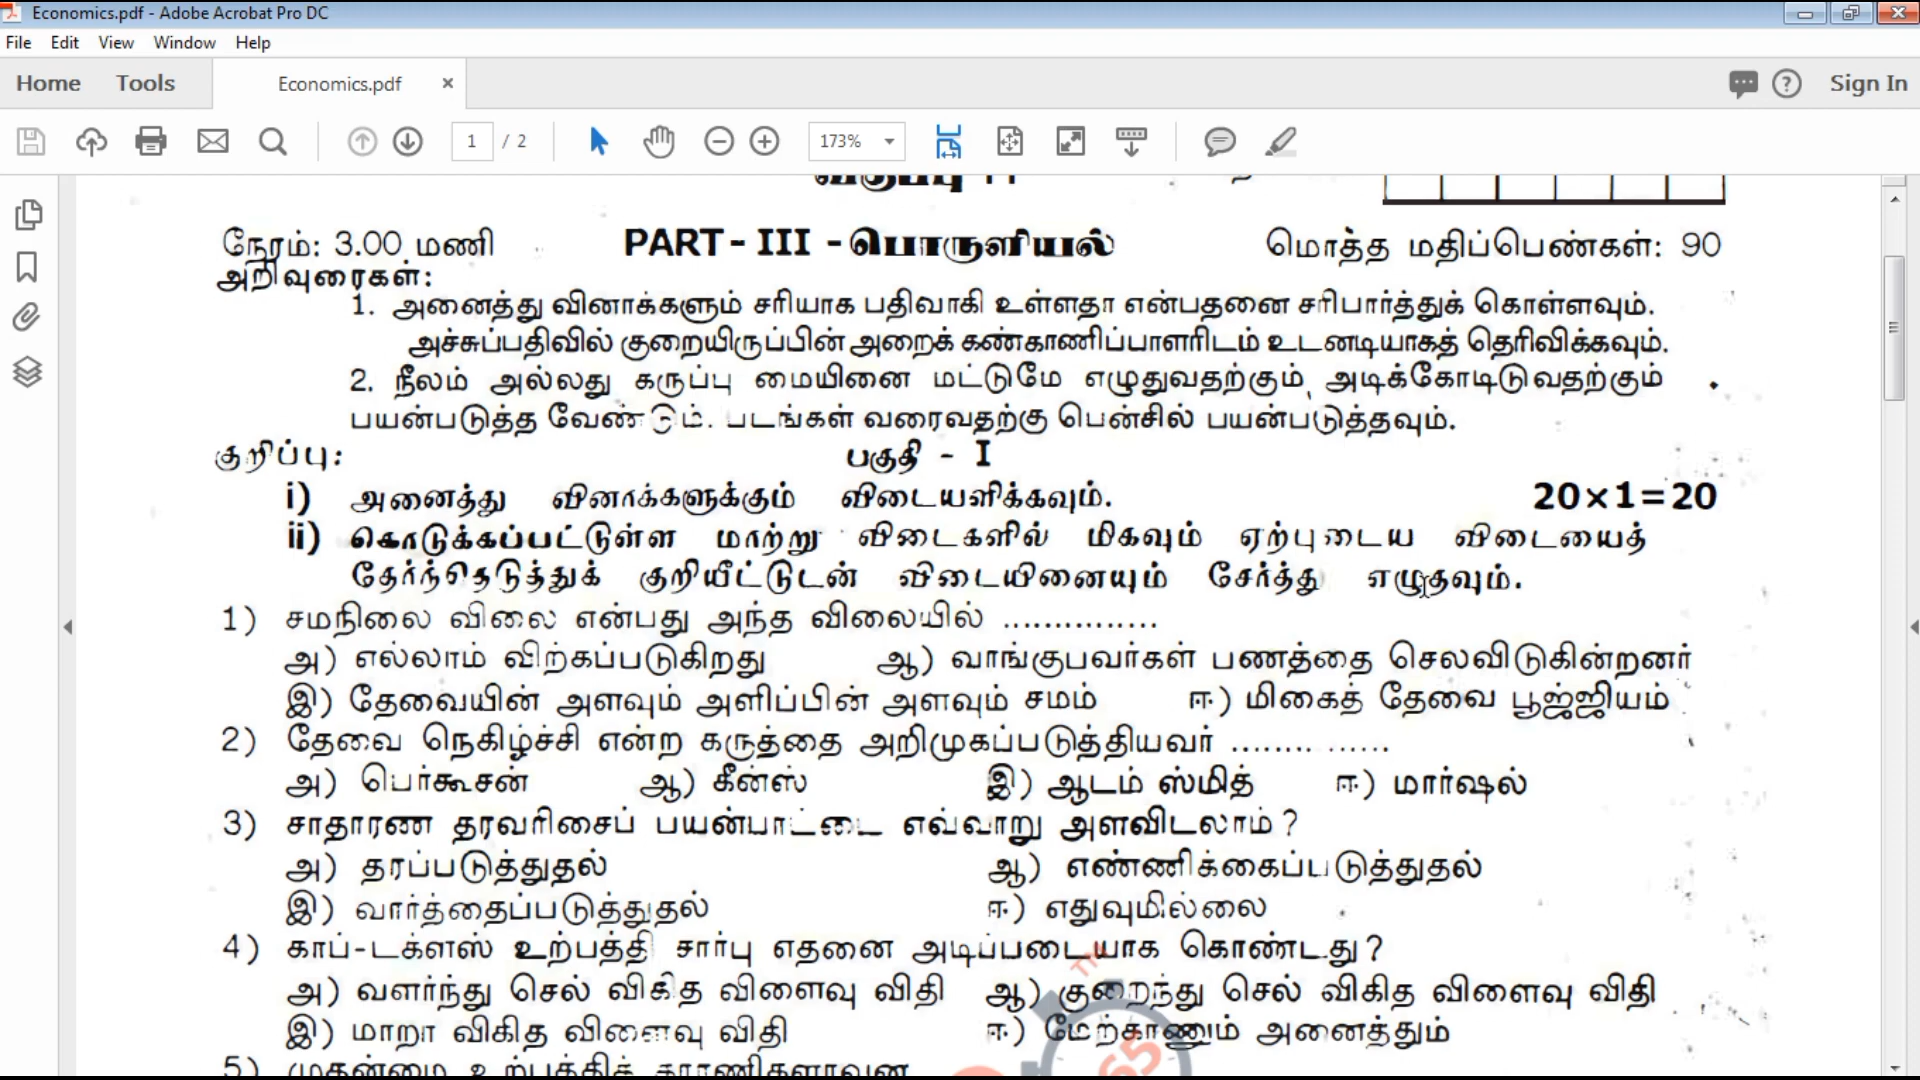 Economics.pdf - Adobe Acrobat Pro DC
File Edit View Window Help
Home Tools Economics.pdf × Sign In
1 / 2 173%
நேரம்: 3.00 மணி PART - III - பொருளியல் மொத்த மதிப்பெண்கள்: 90
அறிவுரைகள்:
1. அனைத்து வினாக்களும் சரியாக பதிவாகி உள்ளதா என்பதனை சரிபார்த்துக் கொள்ளவும்.
அச்சுப்பதிவில் குறையிருப்பின் அறைக் கண்காணிப்பாளரிடம் உடனடியாகத் தெரிவிக்கவும்.
2. நீலம் அல்லது கருப்பு மையினை மட்டுமே எழுதுவதற்கும் அடிக்கோடிடுவதற்கும்
பயன்படுத்த வேண்டும். படங்கள் வரைவதற்கு பென்சில் பயன்படுத்தவும்.
குறிப்பு: பகுதி - I
i) அனைத்து வினாக்களுக்கும் விடையளிக்கவும். 20×1=20
ii) கொடுக்கப்பட்டுள்ள மாற்று விடைகளில் மிகவும் ஏற்புடைய விடையைத்
தேர்ந்தெடுத்துக் குறியீட்டுடன் விடையினையும் சேர்த்து எழுதவும்.
1) சமநிலை விலை என்பது அந்த விலையில் ...............
அ) எல்லாம் விற்கப்படுகிறது ஆ) வாங்குபவர்கள் பணத்தை செலவிடுகின்றனர்
இ) தேவையின் அளவும் அளிப்பின் அளவும் சமம் ஈ) மிகைத் தேவை பூஜ்ஜியம்
2) தேவை நெகிழ்ச்சி என்ற கருத்தை அறிமுகப்படுத்தியவர் ........ ......
அ) பெர்கூசன் ஆ) கீன்ஸ் இ) ஆடம் ஸ்மித் ஈ) மார்ஷல்
3) சாதாரண தரவரிசைப் பயன்பாட்டை எவ்வாறு அளவிடலாம்?
அ) தரப்படுத்துதல் ஆ) எண்ணிக்கைப்படுத்துதல்
இ) வார்த்தைப்படுத்துதல் ஈ) எதுவுமில்லை
4) காப்-டக்ளஸ் உற்பத்தி சார்பு எதனை அடிப்படையாக கொண்டது?
அ) வளர்ந்து செல் விகித விளைவு விதி ஆ) குறைந்து செல் விகித விளைவு விதி
இ) மாறா விகித விளைவு விதி ஈ) மேற்காணும் அனைத்தும்
5) முதன்மை உற்பத்திக் காரணிகளாவன